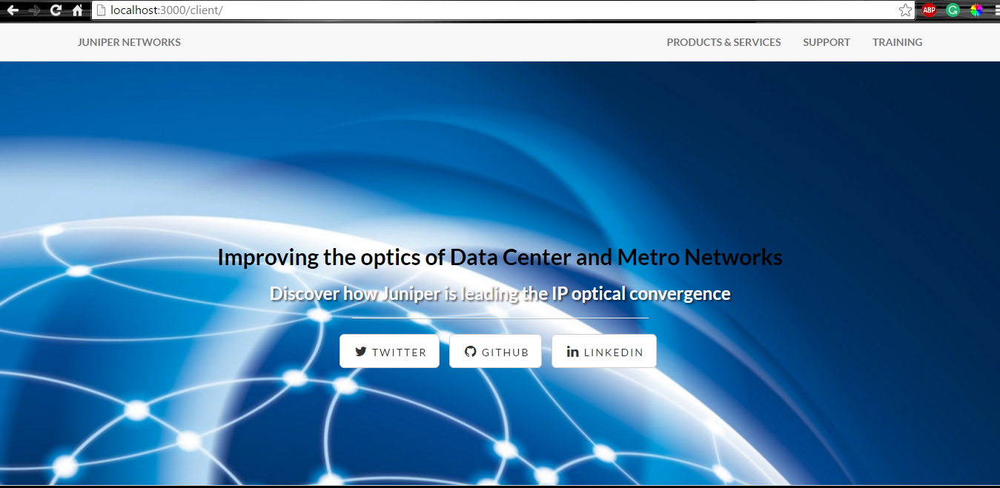 localhost:3000/client/
ABP
G
JUNIPER NETWORKS PRODUCTS & SERVICES SUPPORT TRAINING
Improving the optics of Data Center and Metro Networks
Discover how Juniper is leading the IP optical convergence
TWITTER GITHUB in LINKEDIN